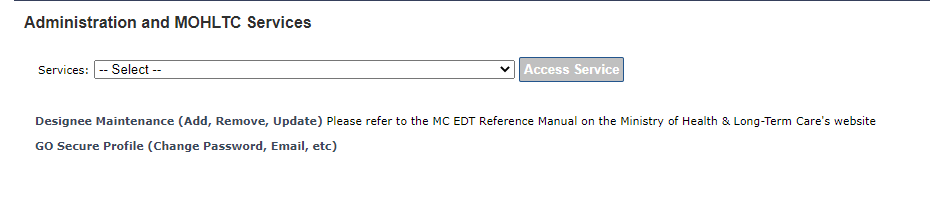 Administration and MOHLTC Services
Services: -- Select -- Access Service
Designee Maintenance (Add, Remove, Update) Please refer to the MC EDT Reference Manual on the Ministry of Health & Long-Term Care's website
GO Secure Profile (Change Password, Email, etc)